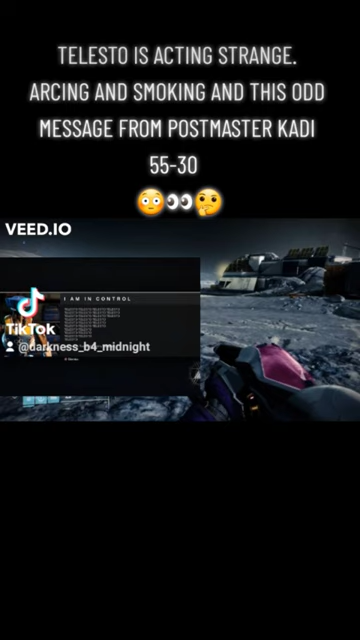 TELESTO IS ACTING STRANGE.
ARCING AND SMOKING AND THIS ODD
MESSAGE FROM POSTMASTER KADI
55-30
😳👀🤔
VEED.IO
I AM IN CONTROL
TikTok
@darkness_b4_midnight